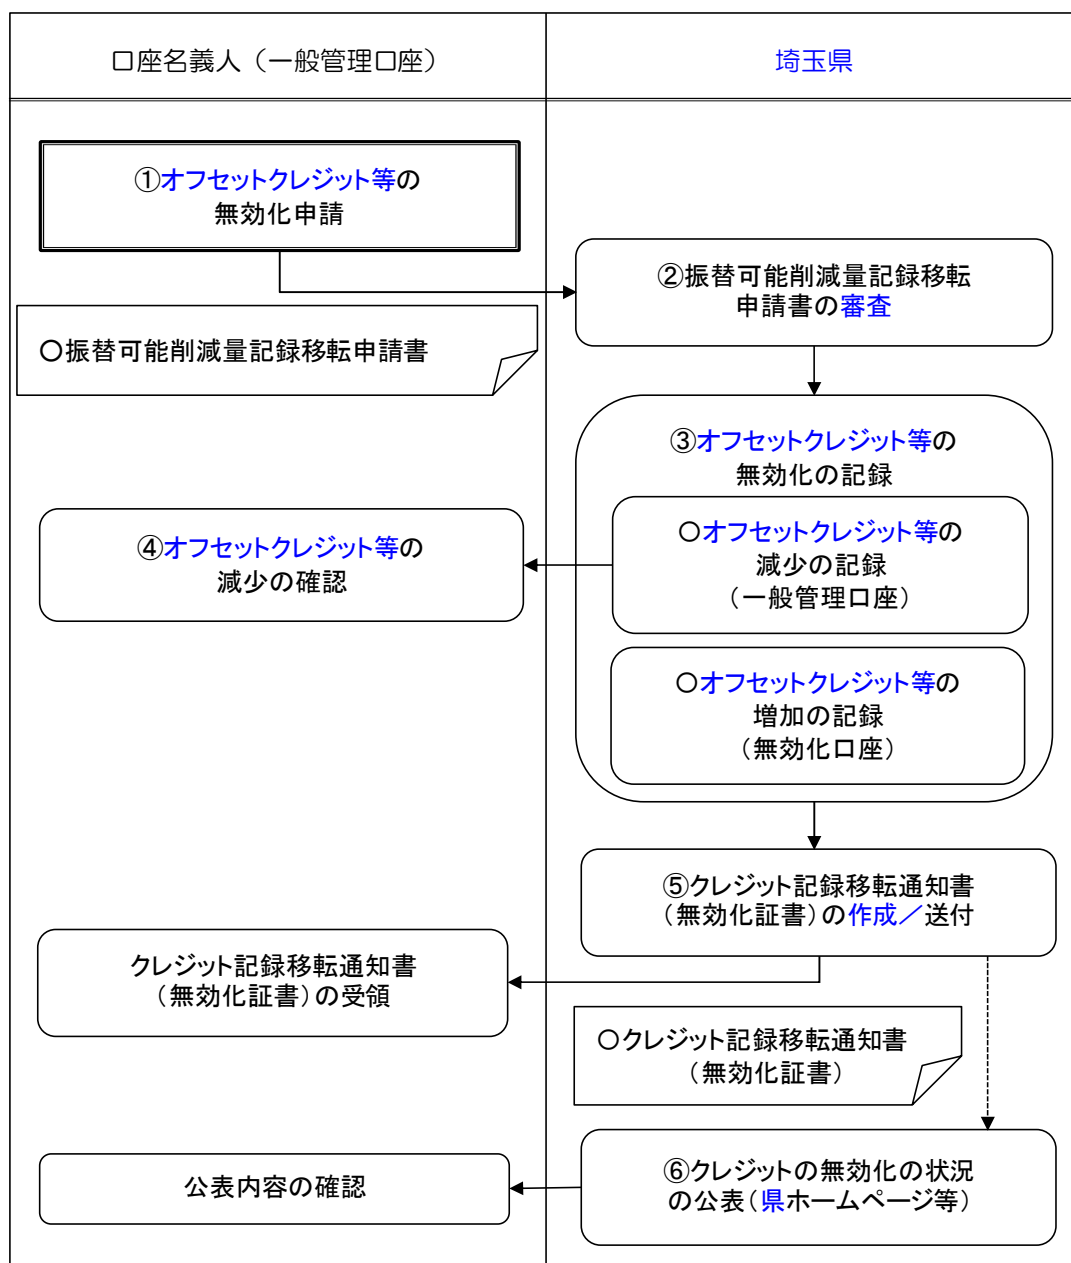 口座名義人（一般管理口座）
埼玉県
①オフセットクレジット等の
無効化申請
②振替可能削減量記録移転
申請書の審査
〇振替可能削減量記録移転申請書
③オフセットクレジット等の
無効化の記録
〇オフセットクレジット等の
減少の記録
（一般管理口座）
④オフセットクレジット等の
減少の確認
〇オフセットクレジット等の
増加の記録
（無効化口座）
⑤クレジット記録移転通知書
（無効化証書）の作成／送付
クレジット記録移転通知書
（無効化証書）の受領
〇クレジット記録移転通知書
（無効化証書）
⑥クレジットの無効化の状況
の公表（県ホームページ等）
公表内容の確認